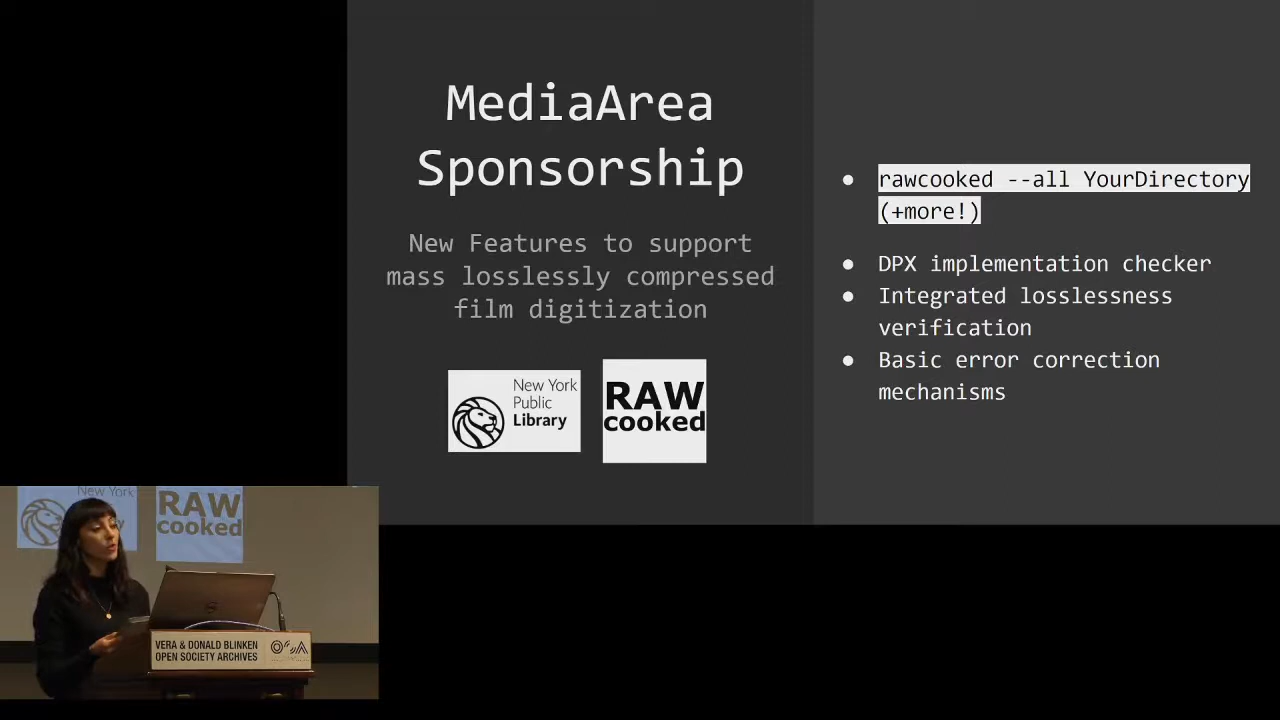 MediaArea
Sponsorship
New Features to support
mass losslessly compressed
film digitization
New York
Public
Library
RAW
cooked
● rawcooked --all YourDirectory
(+more!)
● DPX implementation checker
● Integrated losslessness
verification
● Basic error correction
mechanisms
New York
RAW
cooked
VERA & DONALD BLINKEN
OPEN SOCIETY ARCHIVES